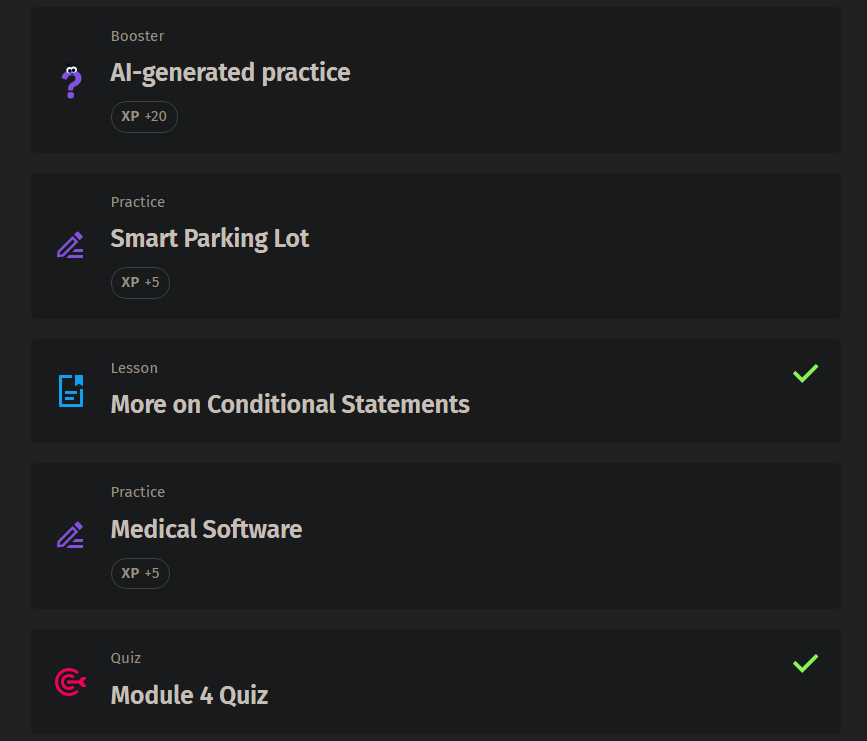 Booster
AI-generated practice
XP +20
Practice
Smart Parking Lot
XP +5
Lesson
More on Conditional Statements
Practice
Medical Software
XP +5
Quiz
Module 4 Quiz